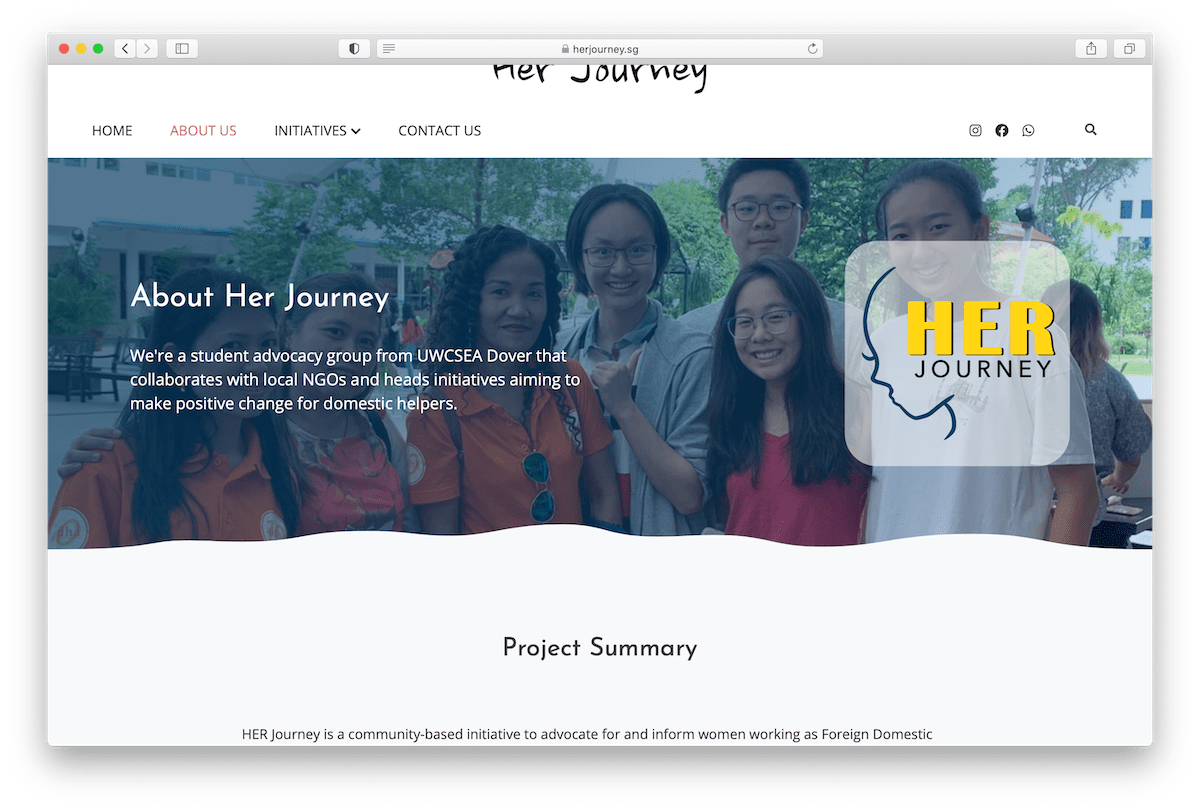 herjourney.sg
Her Journey
HOME
ABOUT US
INITIATIVES
CONTACT US
About Her Journey
We're a student advocacy group from UWCSEA Dover that
collaborates with local NGOs and heads initiatives aiming to
make positive change for domestic helpers.
HER
JOURNEY
Project Summary
HER Journey is a community-based initiative to advocate for and inform women working as Foreign Domestic